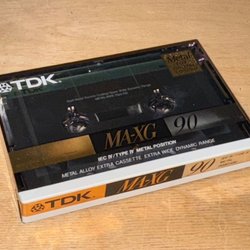 TDK
MA-XG 90
IEC IV/TYPE IV METAL POSITION
METAL ALLOY EXTRA CASSETTE EXTRA WIDE DYNAMIC RANGE
TDK MA-XG 90